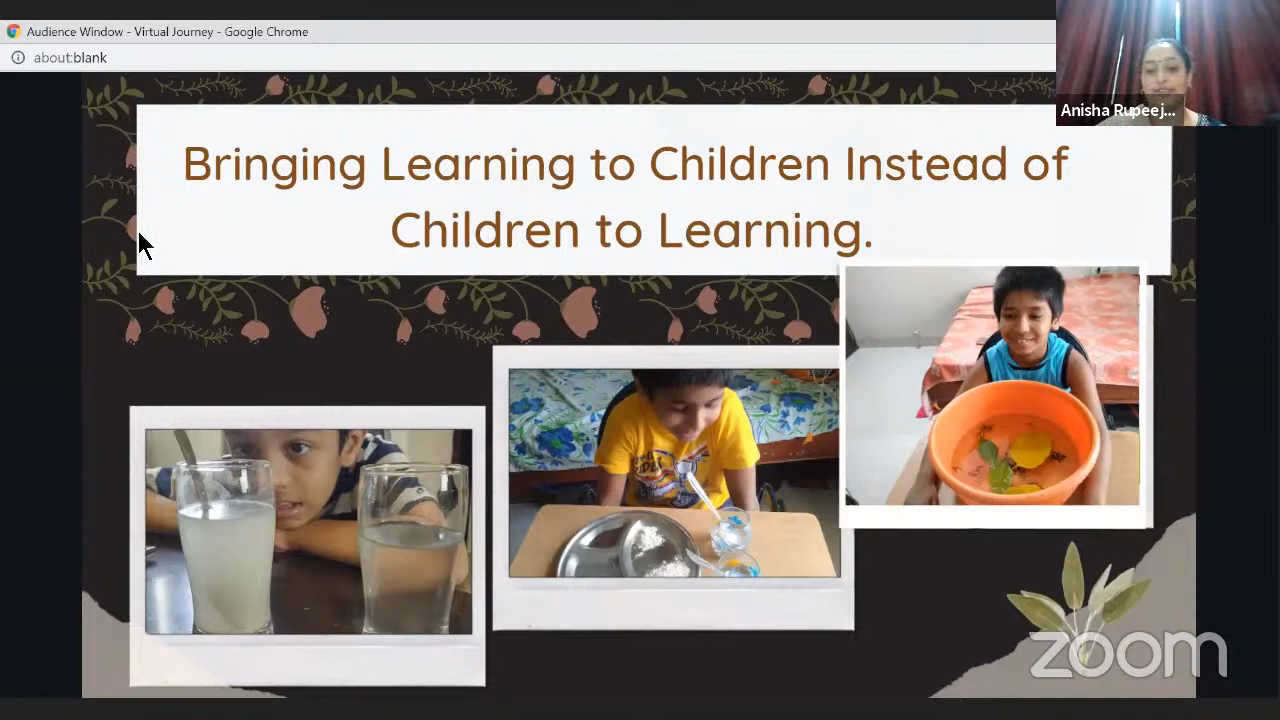 Audience Window - Virtual Journey - Google Chrome
about:blank
Anisha Rupeej...
Bringing Learning to Children Instead of
Children to Learning.
zoom